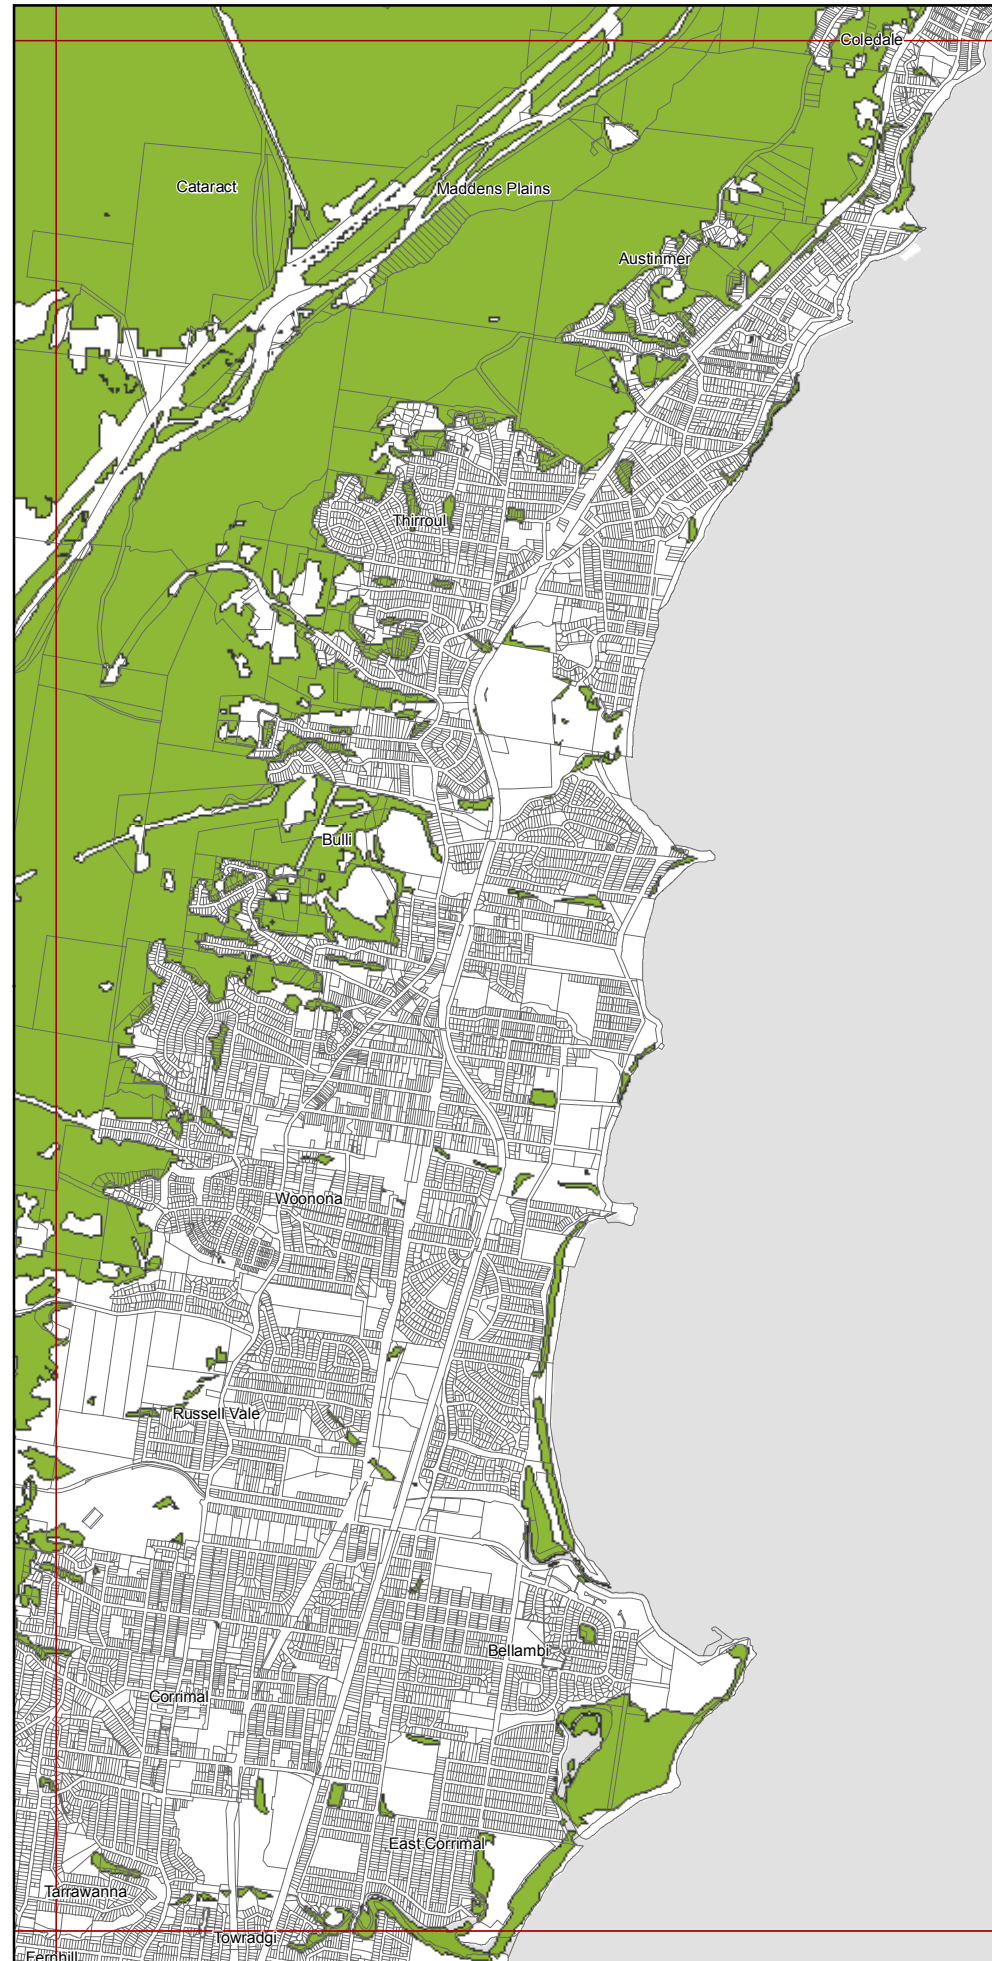 Coledale
Cataract
Maddens Plains
Austinmer
Thirroul
Bulli
Woonona
Russell Vale
Bellambi
Corrimal
East Corrimal
Tarrawanna
Towradgi
Fernhill